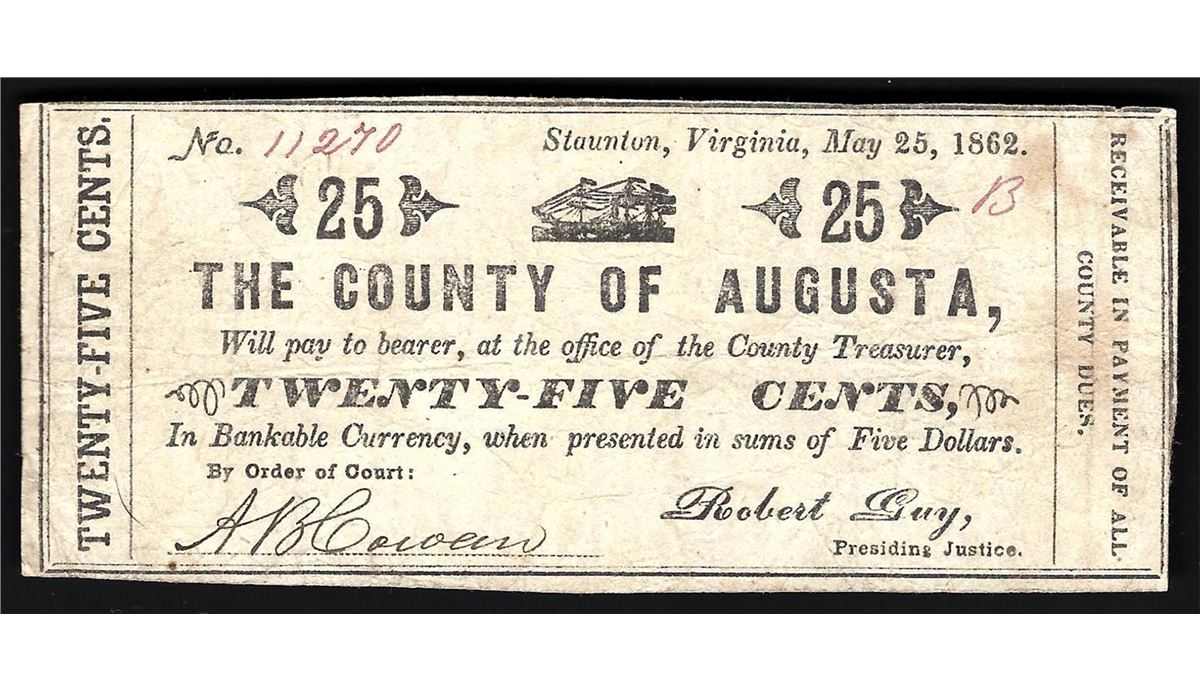 TWENTY-FIVE CENTS.
No. 11270
Staunton, Virginia, May 25, 1862.
25
25
B
THE COUNTY OF AUGUSTA,
Will pay to bearer, at the office of the County Treasurer,
TWENTY-FIVE CENTS,
In Bankable Currency, when presented in sums of Five Dollars.
By Order of Court:
A B Cowan
Robert Guy,
Presiding Justice.
RECEIVABLE IN PAYMENT OF ALL
COUNTY DUES.